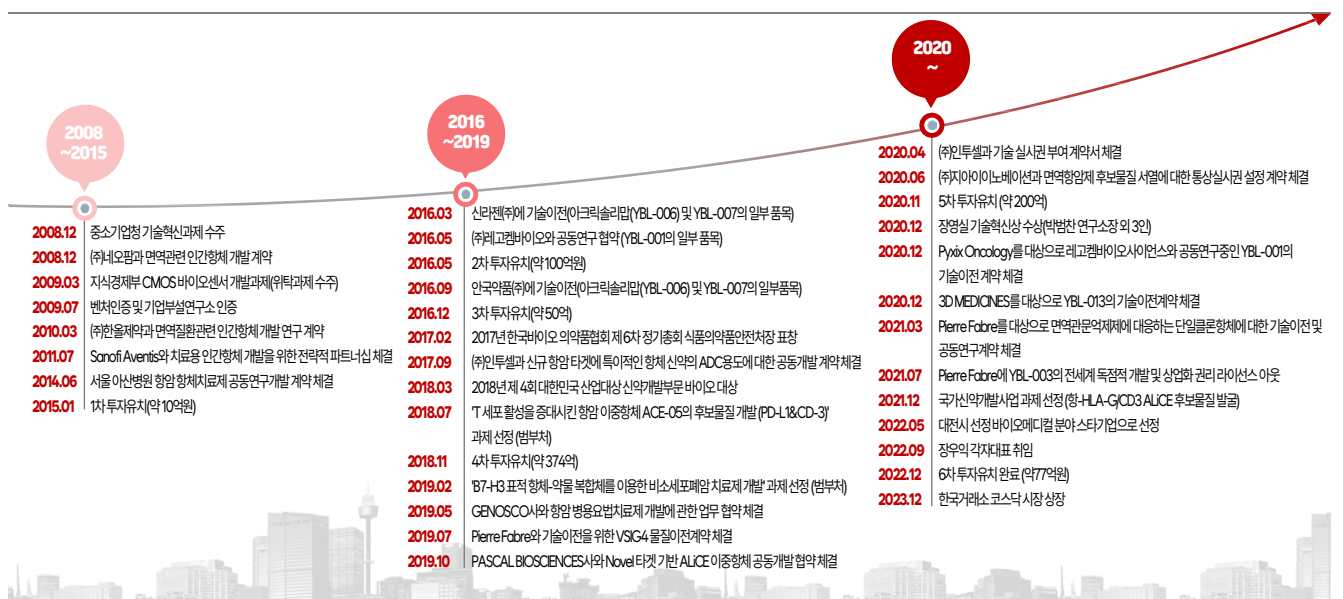 2008
~2015
2008.12 중소기업청 기술혁신과제 수주
2008.12 ㈜네오팜과 면역관련 인간항체 개발 계약
2009.03 지식경제부 CMOS 바이오센서 개발과제(위탁과제 수주)
2009.07 벤처인증 및 기업부설연구소 인증
2010.03 ㈜한올제약과 면역질환관련 인간항체 개발 연구 계약
2011.07 Sanofi Aventis와 치료용 인간항체 개발을 위한 전략적 파트너십 체결
2014.06 서울 아산병원 항암 항체치료제 공동연구개발 계약 체결
2015.01 1차 투자유치(약 10억원)
2016
~2019
2016.03 신라젠㈜에 기술이전(아크릭솔리맙(YBL-006) 및 YBL-007의 일부 품목)
2016.05 ㈜레고켐바이오와 공동연구 협약 (YBL-001의 일부 품목)
2016.05 2차 투자유치(약 100억원)
2016.09 안국약품㈜에 기술이전(아크릭솔리맙(YBL-006) 및 YBL-007의 일부품목)
2016.12 3차 투자유치(약 50억)
2017.02 2017년 한국바이오 의약품협회 제 6차 정기총회 식품의약품안전처장 표창
2017.09 ㈜인투셀과 신규 항암 타겟에 특이적인 항체 신약의 ADC용도에 대한 공동개발 계약 체결
2018.03 2018년 제 4회 대한민국 산업대상 신약개발부문 바이오 대상
2018.07 'T 세포 활성을 증대시킨 항암 이중항체 ACE-05의 후보물질 개발 (PD-L1&CD-3)'
과제 선정 (범부처)
2018.11 4차 투자유치(약 374억)
2019.02 'B7-H3 표적 항체-약물 복합체를 이용한 비소세포폐암 치료제 개발' 과제 선정 (범부처)
2019.05 GENOSCO사와 항암 병용요법치료제 개발에 관한 업무 협약 체결
2019.07 Pierre Fabre와 기술이전을 위한 VSIG4 물질이전계약 체결
2019.10 PASCAL BIOSCIENCES사와 Novel 타겟 기반 ALiCE 이중항체 공동개발 협약 체결
2020
~
2020.04 ㈜인투셀과 기술 실시권 부여 계약서 체결
2020.06 ㈜지아이이노베이션과 면역항암제 후보물질 서열에 대한 통상실시권 설정 계약 체결
2020.11 5차 투자유치 (약 200억)
2020.12 장영실 기술혁신상 수상(박범찬 연구소장 외 3인)
2020.12 Pyxix Oncology를 대상으로 레고켐바이오사이언스와 공동연구중인 YBL-001의
기술이전 계약 체결
2020.12 3D MEDICINES를 대상으로 YBL-013의 기술이전계약 체결
2021.03 Pierre Fabre를 대상으로 면역관문억제제에 대응하는 단일클론항체에 대한 기술이전 및
공동연구계약 체결
2021.07 Pierre Fabre에 YBL-003의 전세계 독점적 개발 및 상업화 권리 라이선스 아웃
2021.12 국가신약개발사업 과제 선정 (항-HLA-G/CD3 ALiCE 후보물질 발굴)
2022.05 대전시 선정 바이오메디컬 분야 스타기업으로 선정
2022.09 장우익 각자대표 취임
2022.12 6차 투자유치 완료 (약77억원)
2023.12 한국거래소 코스닥 시장 상장